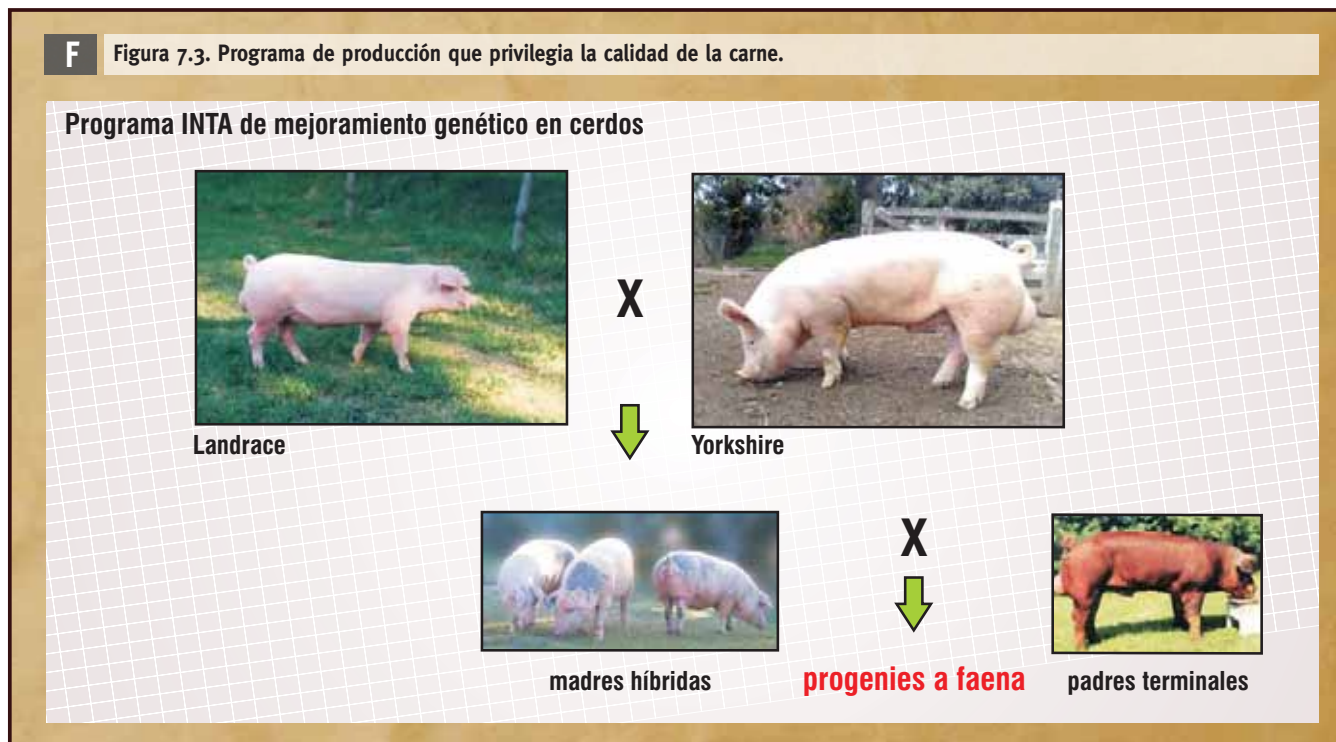 F
Figura 7.3. Programa de producción que privilegia la calidad de la carne.
Programa INTA de mejoramiento genético en cerdos
X
Landrace
Yorkshire
X
madres híbridas
progenies a faena
padres terminales